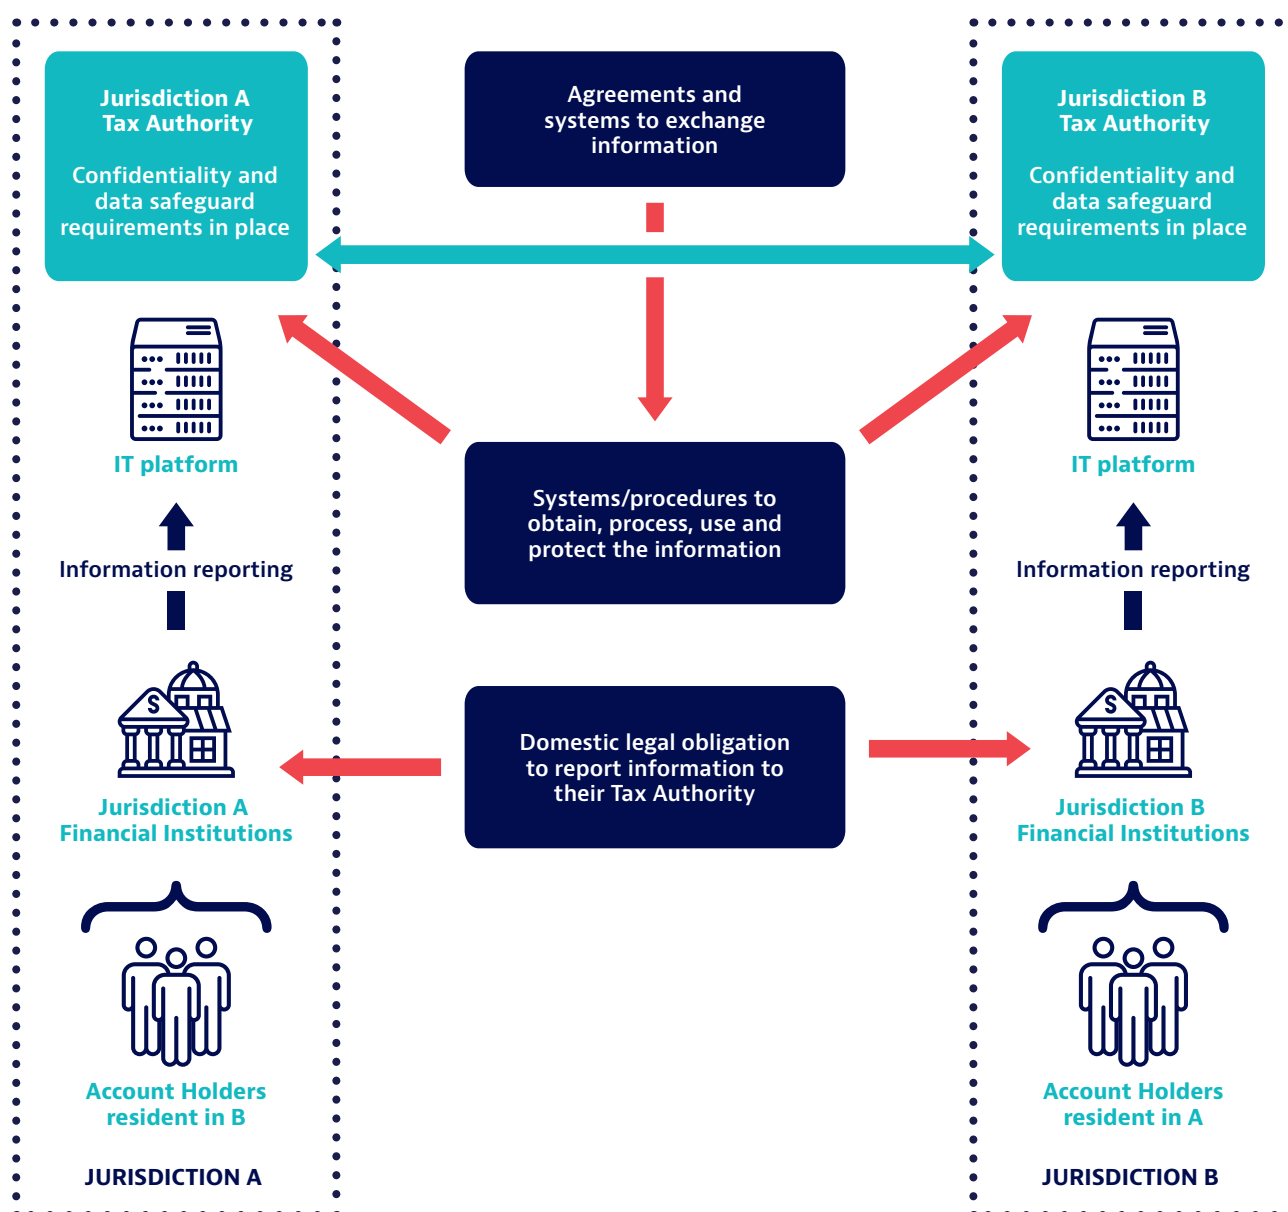 Jurisdiction A
Tax Authority
Confidentiality and
data safeguard
requirements in place
IT platform
Information reporting
$
Jurisdiction A
Financial Institutions
Account Holders
resident in B
JURISDICTION A
Agreements and
systems to exchange
information
Systems/procedures to
obtain, process, use and
protect the information
Domestic legal obligation
to report information to
their Tax Authority
Jurisdiction B
Tax Authority
Confidentiality and
data safeguard
requirements in place
IT platform
Information reporting
$
Jurisdiction B
Financial Institutions
Account Holders
resident in A
JURISDICTION B